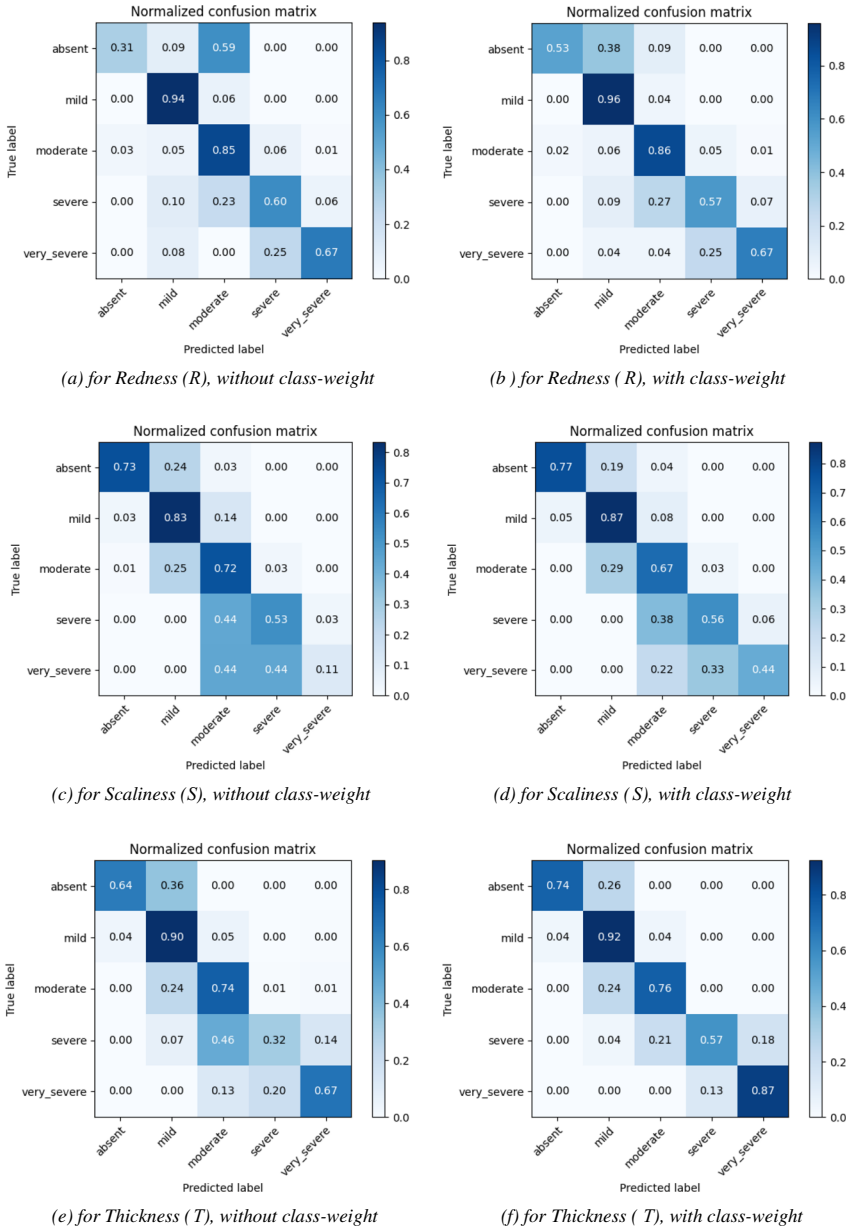 Normalized confusion matrix
True label
absent 0.31 0.09 0.59 0.00 0.00
mild 0.00 0.94 0.06 0.00 0.00
moderate 0.03 0.05 0.85 0.06 0.01
severe 0.00 0.10 0.23 0.60 0.06
very_severe 0.00 0.08 0.00 0.25 0.67
absent mild moderate severe very_severe
Predicted label
0.8
0.6
0.4
0.2
0.0
(a) for Redness (R), without class-weight
Normalized confusion matrix
True label
absent 0.53 0.38 0.09 0.00 0.00
mild 0.00 0.96 0.04 0.00 0.00
moderate 0.02 0.06 0.86 0.05 0.01
severe 0.00 0.09 0.27 0.57 0.07
very_severe 0.00 0.04 0.04 0.25 0.67
absent mild moderate severe very_severe
Predicted label
0.8
0.6
0.4
0.2
0.0
(b ) for Redness ( R), with class-weight
Normalized confusion matrix
True label
absent 0.73 0.24 0.03 0.00 0.00
mild 0.03 0.83 0.14 0.00 0.00
moderate 0.01 0.25 0.72 0.03 0.00
severe 0.00 0.00 0.44 0.53 0.03
very_severe 0.00 0.00 0.44 0.44 0.11
absent mild moderate severe very_severe
Predicted label
0.8
0.7
0.6
0.5
0.4
0.3
0.2
0.1
0.0
(c) for Scaliness (S), without class-weight
Normalized confusion matrix
True label
absent 0.77 0.19 0.04 0.00 0.00
mild 0.05 0.87 0.08 0.00 0.00
moderate 0.00 0.29 0.67 0.03 0.00
severe 0.00 0.00 0.38 0.56 0.06
very_severe 0.00 0.00 0.22 0.33 0.44
absent mild moderate severe very_severe
Predicted label
0.8
0.7
0.6
0.5
0.4
0.3
0.2
0.1
0.0
(d) for Scaliness ( S), with class-weight
Normalized confusion matrix
True label
absent 0.64 0.36 0.00 0.00 0.00
mild 0.04 0.90 0.05 0.00 0.00
moderate 0.00 0.24 0.74 0.01 0.01
severe 0.00 0.07 0.46 0.32 0.14
very_severe 0.00 0.00 0.13 0.20 0.67
absent mild moderate severe very_severe
Predicted label
0.8
0.6
0.4
0.2
0.0
(e) for Thickness ( T), without class-weight
Normalized confusion matrix
True label
absent 0.74 0.26 0.00 0.00 0.00
mild 0.04 0.92 0.04 0.00 0.00
moderate 0.00 0.24 0.76 0.00 0.00
severe 0.00 0.04 0.21 0.57 0.18
very_severe 0.00 0.00 0.00 0.13 0.87
absent mild moderate severe very_severe
Predicted label
0.8
0.6
0.4
0.2
0.0
(f) for Thickness ( T), with class-weight